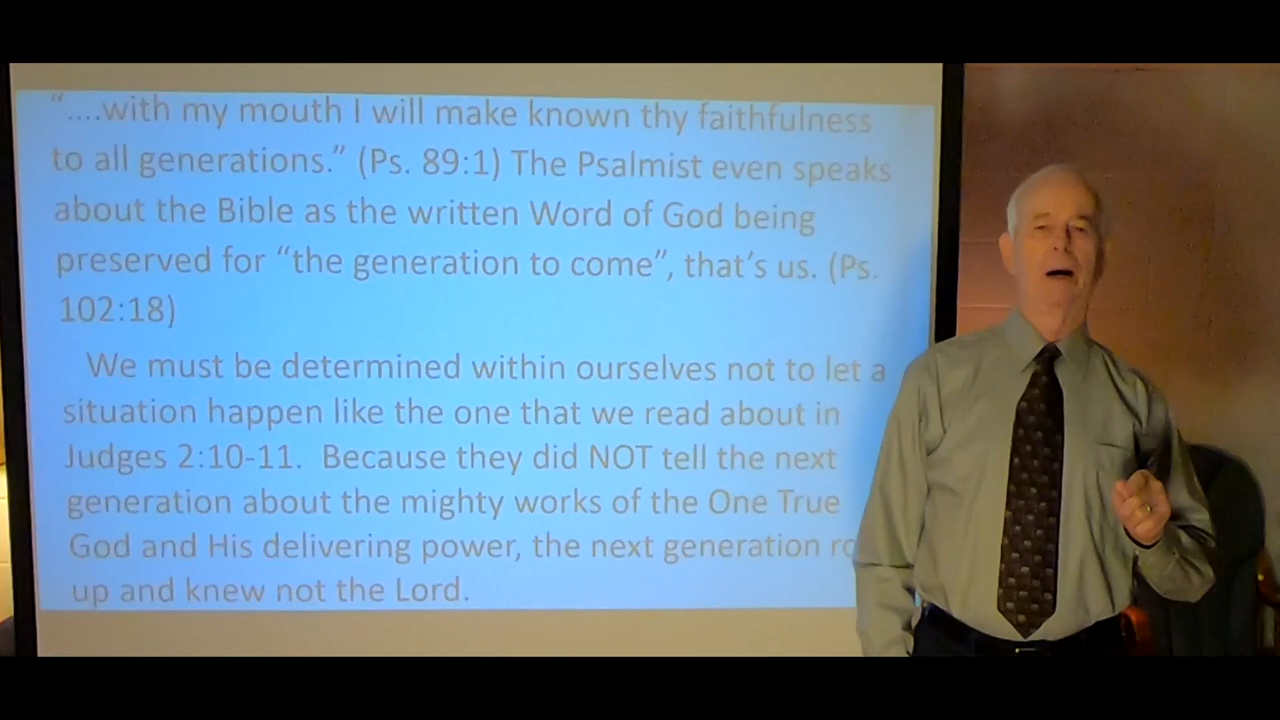 “....with my mouth I will make known thy faithfulness
to all generations.” (Ps. 89:1) The Psalmist even speaks
about the Bible as the written Word of God being
preserved for “the generation to come”, that’s us. (Ps.
102:18)
We must be determined within ourselves not to let a
situation happen like the one that we read about in
Judges 2:10-11. Because they did NOT tell the next
generation about the mighty works of the One True
God and His delivering power, the next generation
up and knew not the Lord.